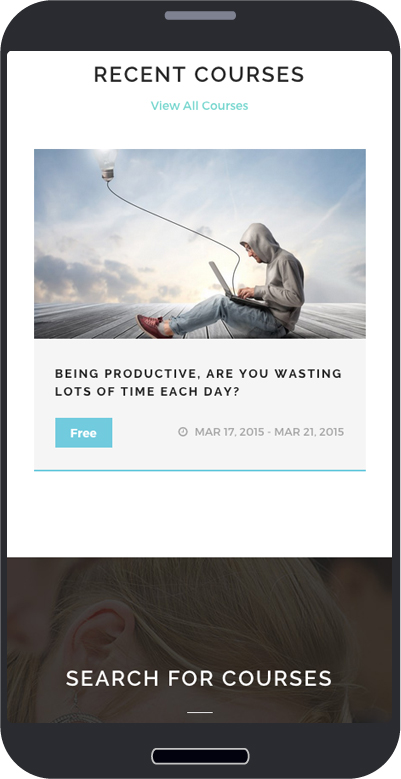 RECENT COURSES
View All Courses
BEING PRODUCTIVE, ARE YOU WASTING
LOTS OF TIME EACH DAY?
Free
MAR 17, 2015 - MAR 21, 2015
SEARCH FOR COURSES